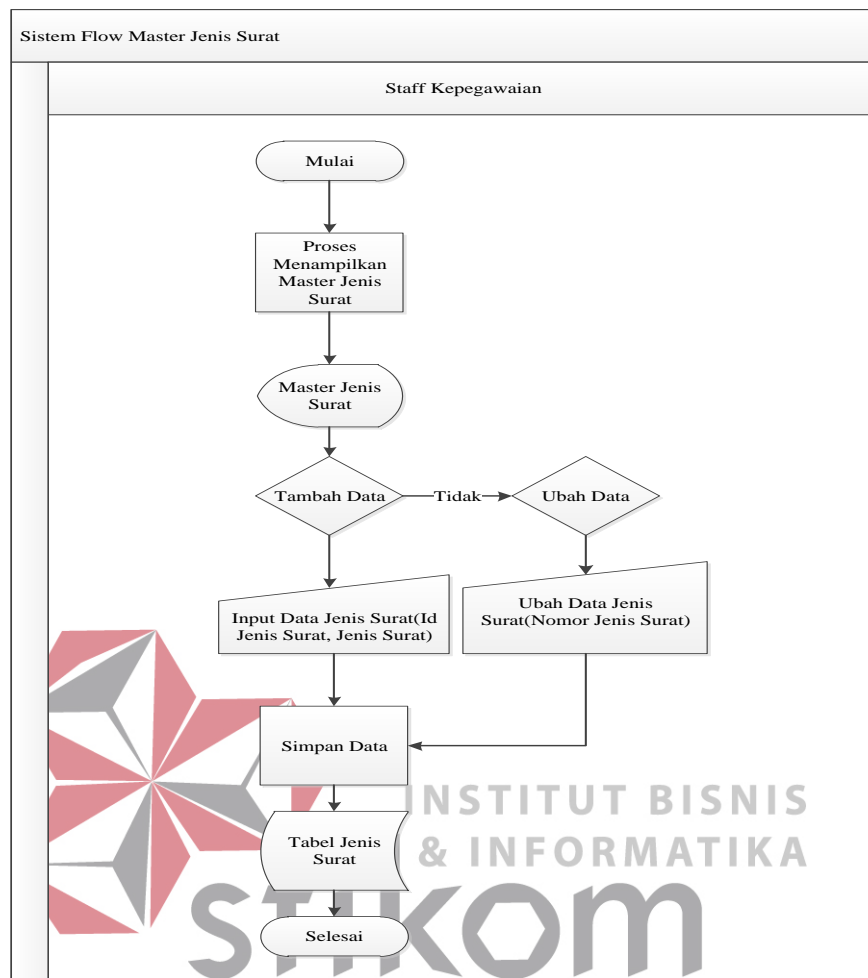 Sistem Flow Master Jenis Surat
Staff Kepegawaian
Mulai
Proses
Menampilkan
Master Jenis
Surat
Master Jenis
Surat
Tambah Data
Tidak
Ubah Data
Input Data Jenis Surat(Id
Jenis Surat, Jenis Surat)
Ubah Data Jenis
Surat(Nomor Jenis Surat)
Simpan Data
INSTITUT BISNIS
& INFORMATIKA
Tabel Jenis
Surat
stikom
Selesai